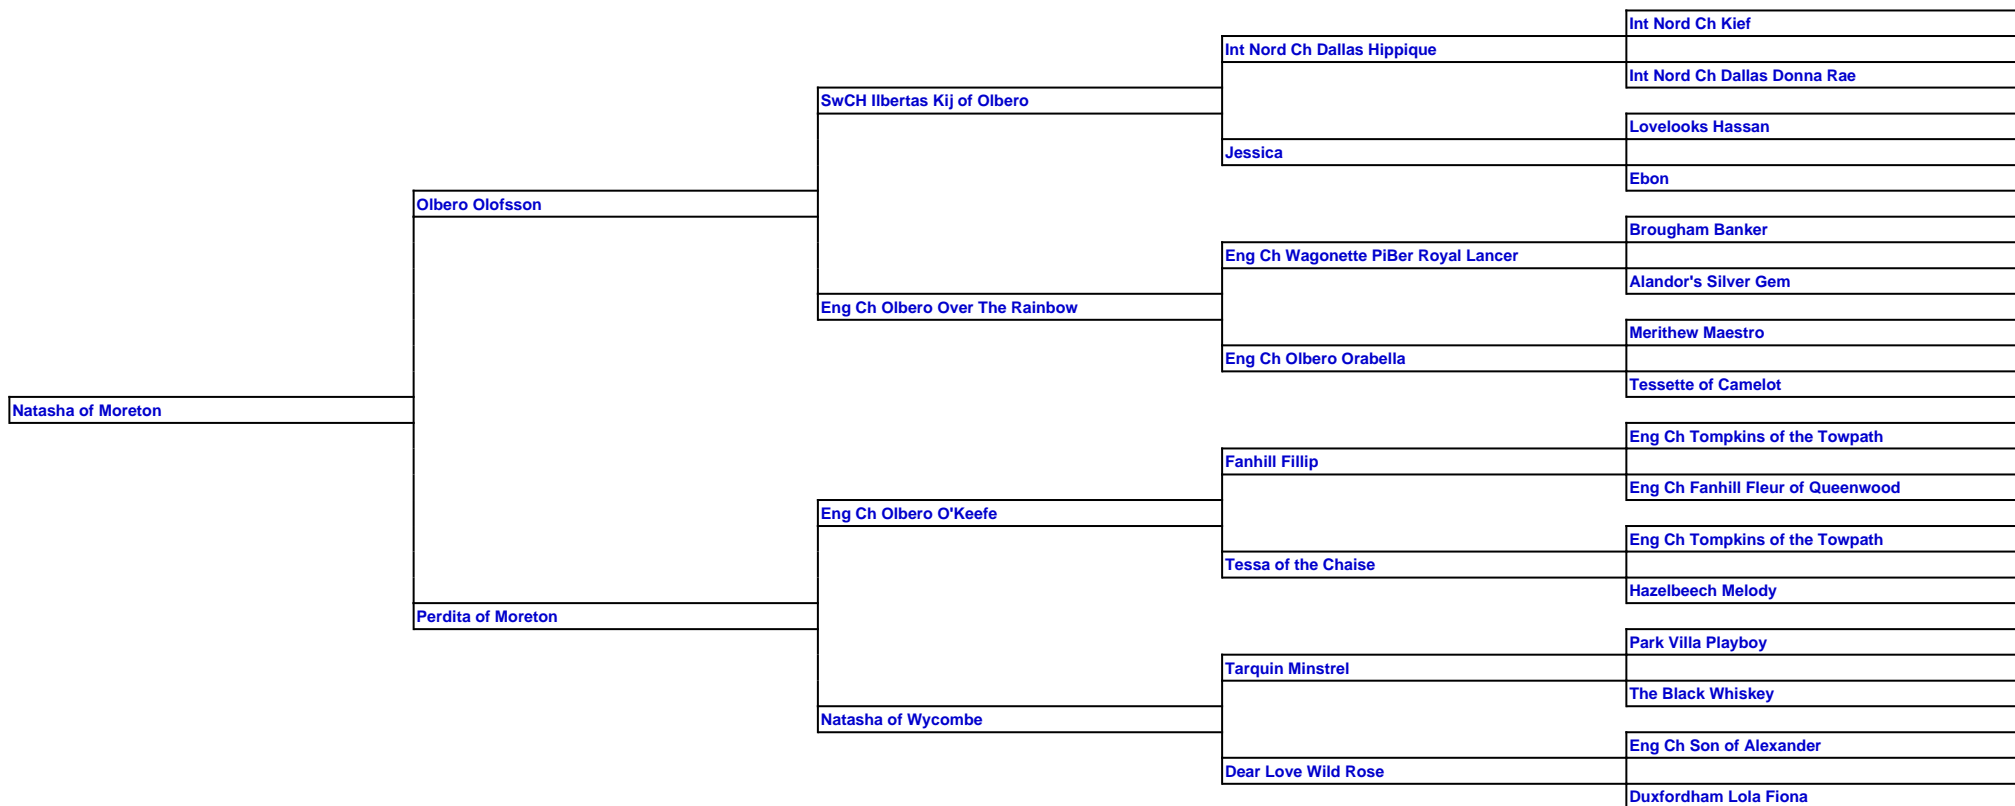 Int Nord Ch Kief
Int Nord Ch Dallas Hippique
Int Nord Ch Dallas Donna Rae
SwCH Ilbertas Kij of Olbero
Lovelooks Hassan
Jessica
Ebon
Olbero Olofsson
Brougham Banker
Eng Ch Wagonette PiBer Royal Lancer
Alandor's Silver Gem
Eng Ch Olbero Over The Rainbow
Merithew Maestro
Eng Ch Olbero Orabella
Tessette of Camelot
Natasha of Moreton
Eng Ch Tompkins of the Towpath
Fanhill Fillip
Eng Ch Fanhill Fleur of Queenwood
Eng Ch Olbero O'Keefe
Eng Ch Tompkins of the Towpath
Tessa of the Chaise
Hazelbeech Melody
Perdita of Moreton
Park Villa Playboy
Tarquin Minstrel
The Black Whiskey
Natasha of Wycombe
Eng Ch Son of Alexander
Dear Love Wild Rose
Duxfordham Lola Fiona